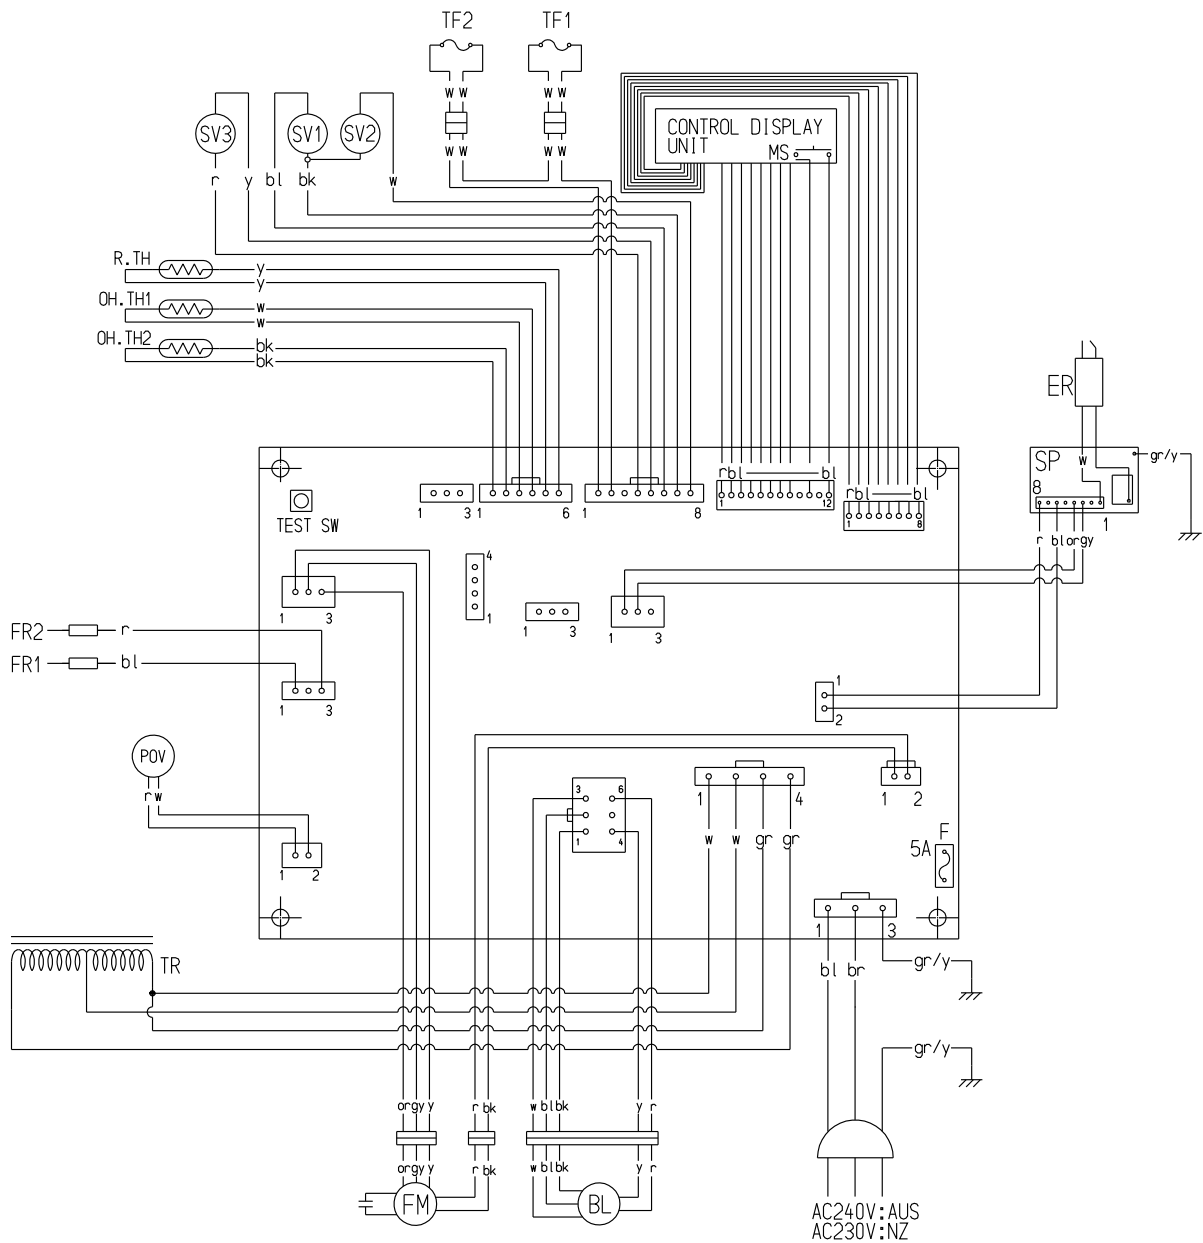 TF2 TF1
W W W W
CONTROL DISPLAY
UNIT
MS
SV3 SV1 SV2
W W W W
r y bl bk w
R.TH y
y
OH.TH1 w
w
OH.TH2 bk
bk
ER
SP
w
gr/y
8
1
r bl or gy
rbl bl
1 12
rbl bl
1 8
1 3 1 6 1 8
TEST SW
4
1
1 3
1 3
1 3
FR2 r
FR1 bl
1 3
1
2
POV
r w
1 2
3 6
1 4
1 4
1 2
w w gr gr
F
5A
1 3
TR
bl br
gr/y
gr/y
or gy y r bk w bl bk y r
or gy y r bk w bl bk y r
FM
BL
AC240V:AUS
AC230V:NZ